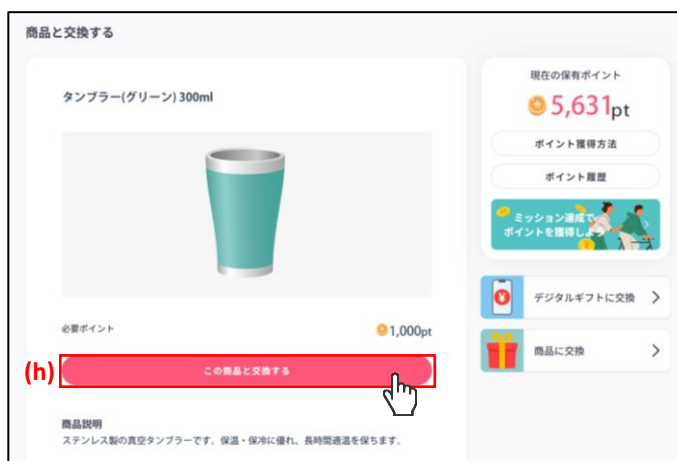 商品と交換する
タンブラー(グリーン) 300ml
必要ポイント
1,000pt
(h)
この商品と交換する
商品説明
ステンレス製の真空タンブラーです。保温・保冷に優れ、長時間適温を保ちます。
現在の保有ポイント
5,631pt
ポイント獲得方法
ポイント履歴
ミッション達成で
ポイントを獲得しよう
デジタルギフトに交換
商品に交換